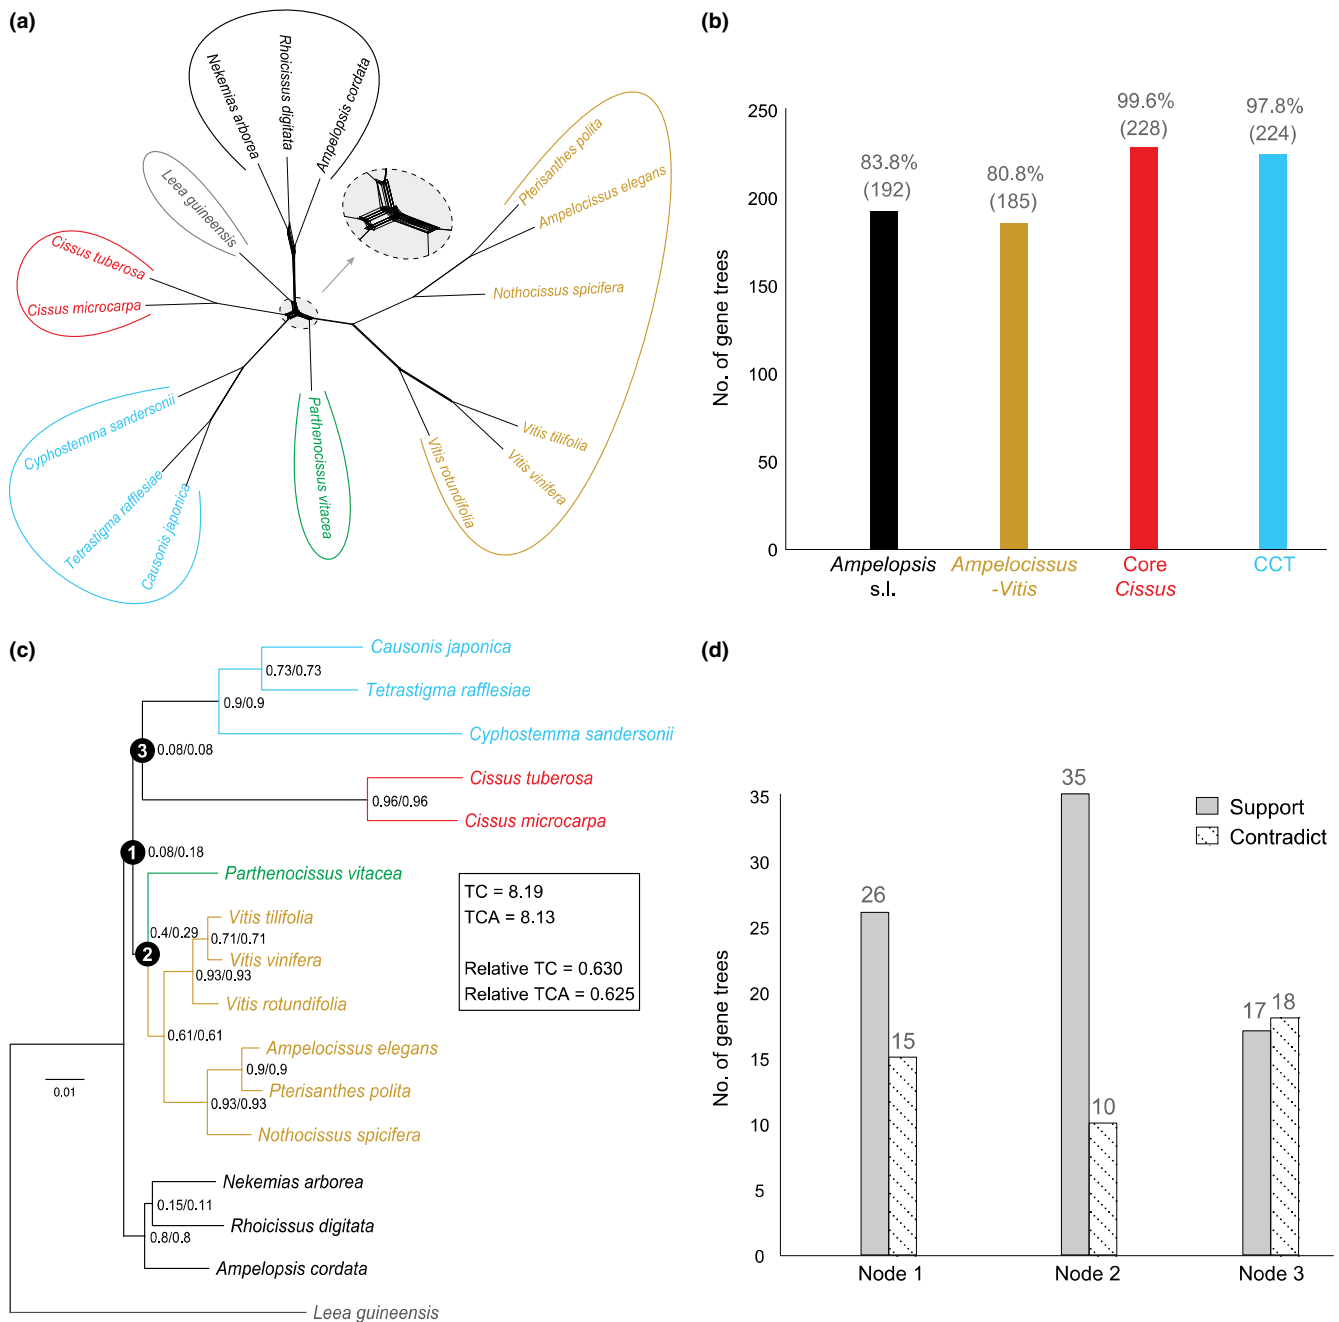 (a)
Nekemias arborea
Rhoicissus digitata
Ampelopsis cordata
Leea guineensis
Cissus tuberosa
Cissus microcarpa
Cyphostemma sandersonii
Tetrastigma rafflesiae
Causonis japonica
Parthenocissus vitacea
Vitis rotundifolia
Vitis vinifera
Vitis tilifolia
Nothocissus spicifera
Ampelocissus elegans
Pterisanthes polita
(b)
No. of gene trees
250
200
150
100
50
0
83.8%
(192)
80.8%
(185)
99.6%
(228)
97.8%
(224)
Ampelopsis
s.l.
Ampelocissus
-Vitis
Core
Cissus
CCT
(c)
Causonis japonica
0.73/0.73
Tetrastigma rafflesiae
0.9/0.9
Cyphostemma sandersonii
3
0.08/0.08
Cissus tuberosa
0.96/0.96
Cissus microcarpa
1
0.08/0.18
Parthenocissus vitacea
TC = 8.19
TCA = 8.13
Relative TC = 0.630
Relative TCA = 0.625
Vitis tilifolia
0.4/0.29
0.71/0.71
2
Vitis vinifera
0.93/0.93
Vitis rotundifolia
0.61/0.61
Ampelocissus elegans
0.9/0.9
Pterisanthes polita
0.93/0.93
Nothocissus spicifera
0.01
Nekemias arborea
0.15/0.11
Rhoicissus digitata
0.8/0.8
Ampelopsis cordata
Leea guineensis
(d)
No. of gene trees
35
30
25
20
15
10
5
0
26
15
35
10
17
18
Support
Contradict
Node 1
Node 2
Node 3